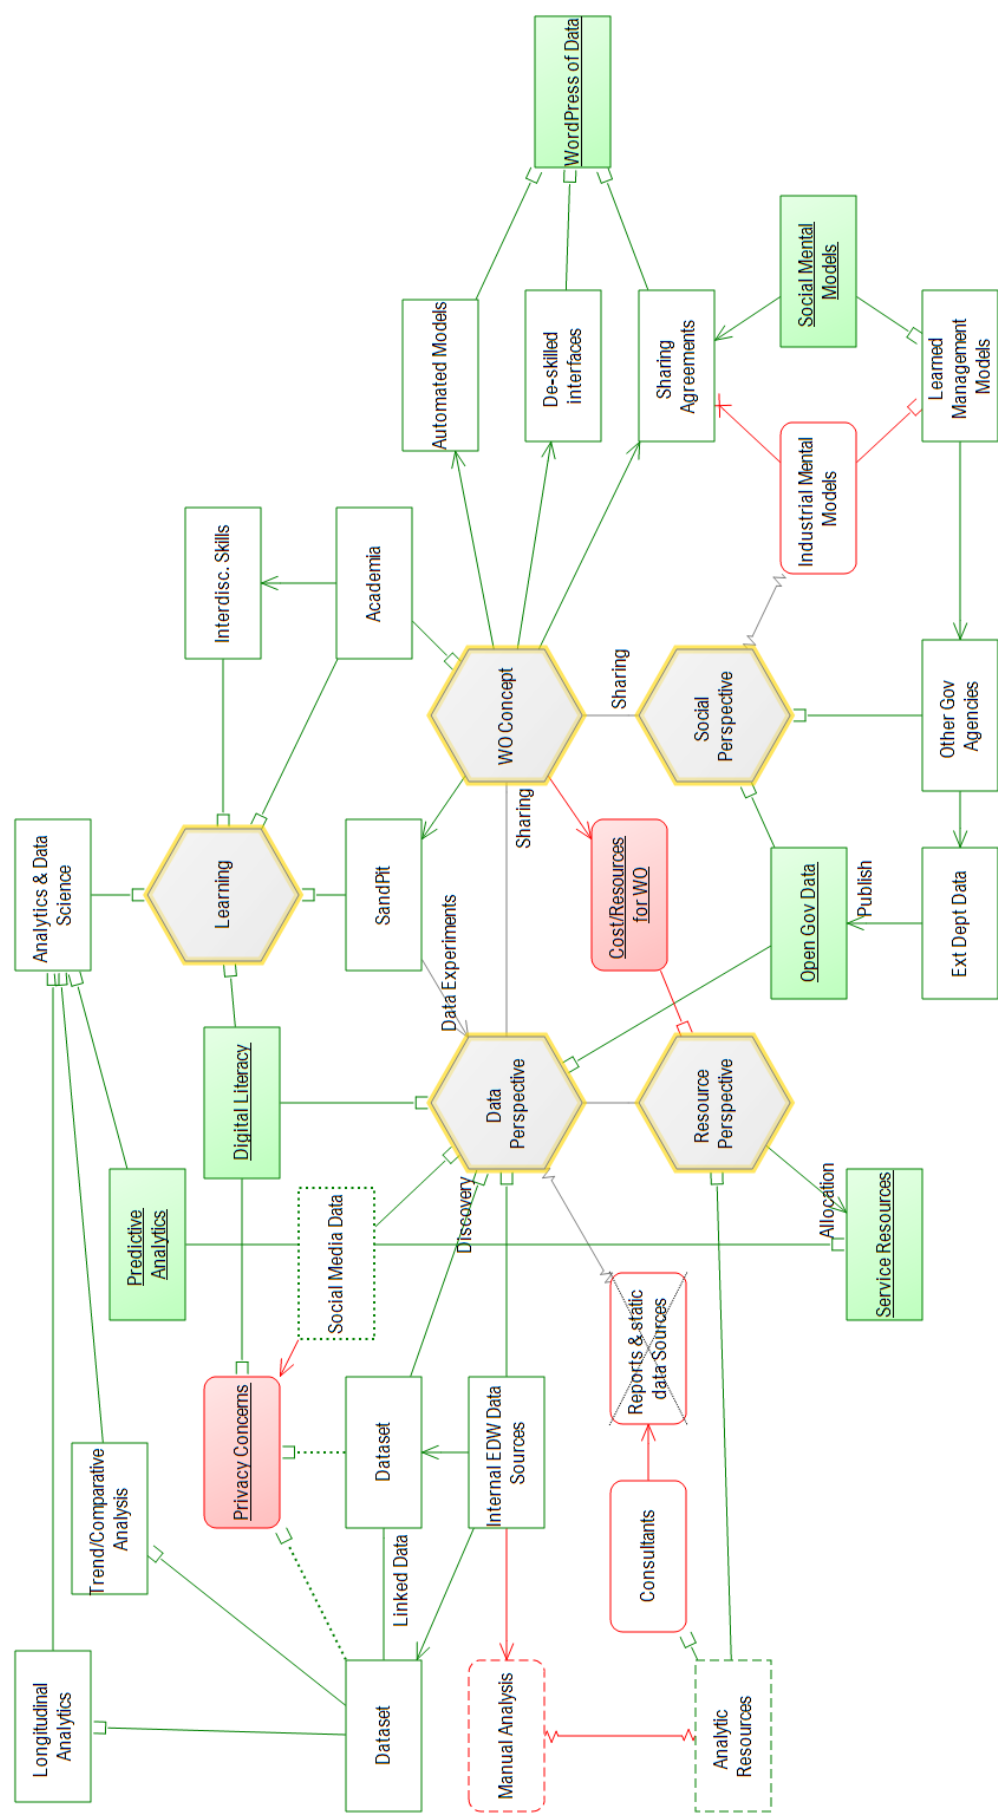 Longitudinal
Analytics
Trend/Comparative
Analysis
Predictive
Analytics
Analytics & Data
Science
Dataset
Linked Data
Privacy Concerns
Dataset
Social Media Data
Digital Literacy
Learning
SandPit
Interdisc. Skills
Academia
Manual Analysis
Internal EDW Data
Sources
Discovery
Data
Perspective
Data Experiments
Sharing
WO Concept
Automated Models
De-skilled
interfaces
WordPress of Data
Analytic
Resources
Consultants
Reports & static
data Sources
Resource
Perspective
Cost/Resources
for WO
Sharing
Social
Perspective
Sharing
Agreements
Allocation
Service Resources
Open Gov Data
Publish
Ext Dept Data
Other Gov
Agencies
Industrial Mental
Models
Social Mental
Models
Learned
Management
Models